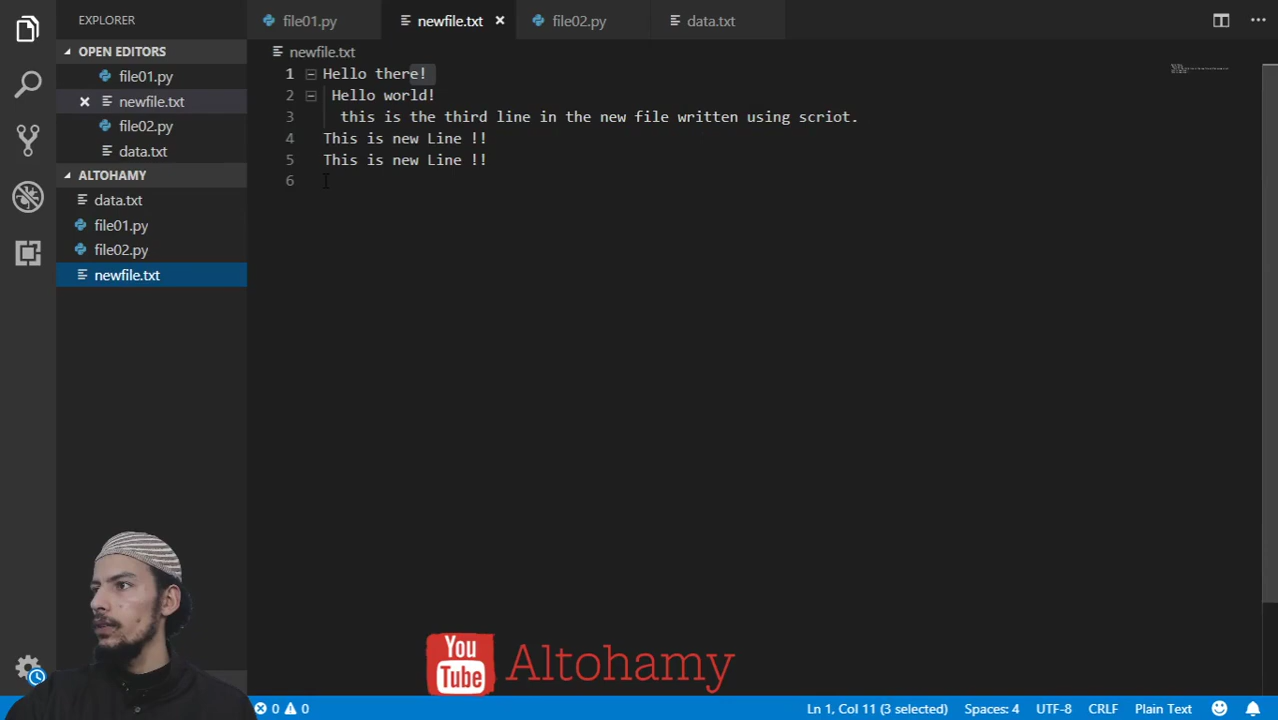 EXPLORER
OPEN EDITORS
file01.py
newfile.txt
file02.py
data.txt
ALTOHAMY
data.txt
file01.py
file02.py
newfile.txt
file01.py newfile.txt file02.py data.txt
newfile.txt
1 Hello there!
2 Hello world!
3 this is the third line in the new file written using scriot.
4 This is new Line !!
5 This is new Line !!
6
You Tube Altohamy
0 0 Ln 1, Col 11 (3 selected) Spaces: 4 UTF-8 CRLF Plain Text